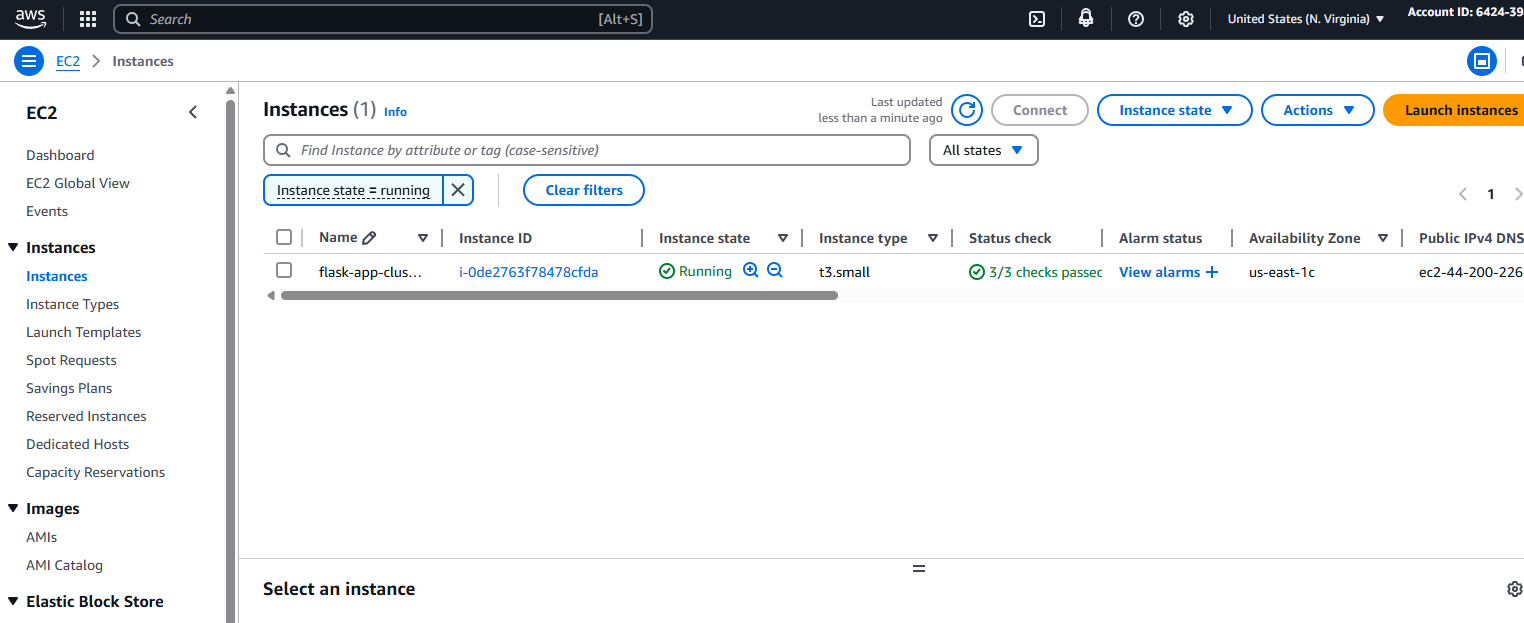 aws
Search [Alt+S]
United States (N. Virginia)
Account ID: 6424-39
EC2 > Instances
EC2
Dashboard
EC2 Global View
Events
Instances
Instances
Instance Types
Launch Templates
Spot Requests
Savings Plans
Reserved Instances
Dedicated Hosts
Capacity Reservations
Images
AMIs
AMI Catalog
Elastic Block Store
Instances (1) Info
Last updated
less than a minute ago
Connect
Instance state
Actions
Launch instances
Find Instance by attribute or tag (case-sensitive)
All states
Instance state = running
Clear filters
1
Name Instance ID Instance state Instance type Status check Alarm status Availability Zone Public IPv4 DNS
flask-app-clus... i-0de2763f78478cfda Running t3.small 3/3 checks passed View alarms + us-east-1c ec2-44-200-226
Select an instance